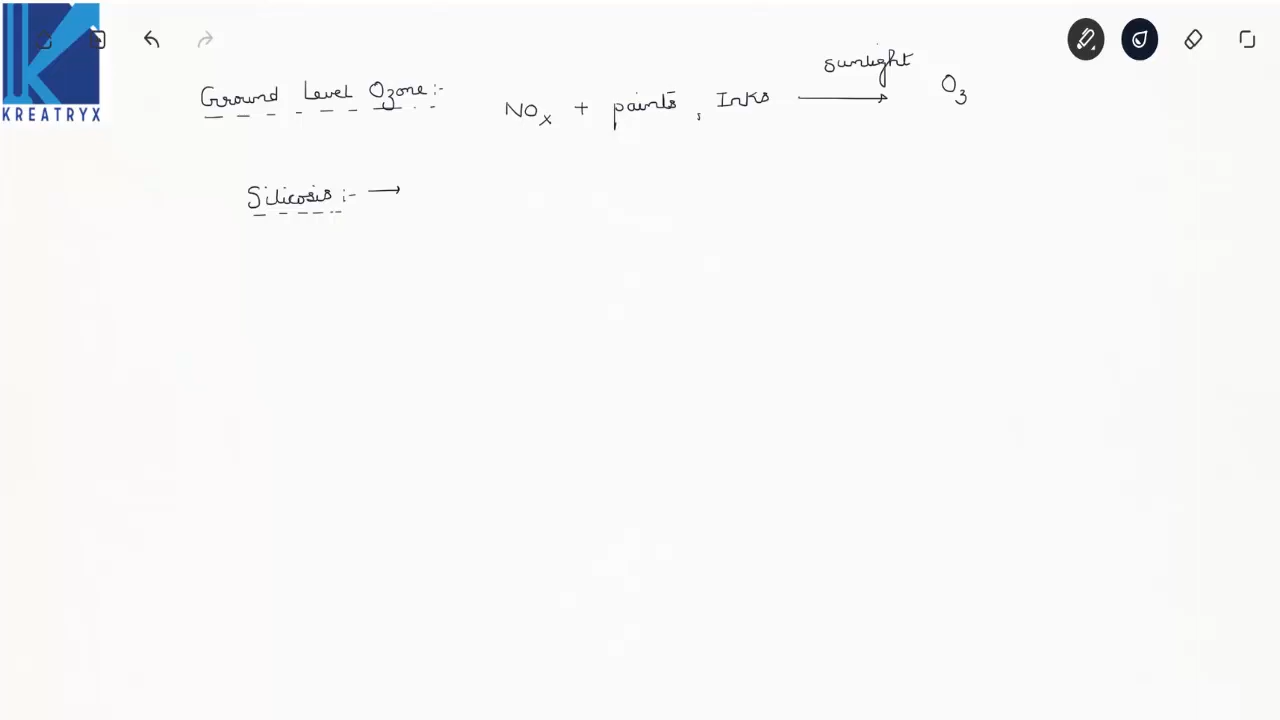 KREATRYX
Ground Level Ozone :-
NOx + paints , Inks ⟶ O3
sunlight
Silicosis :- ⟶